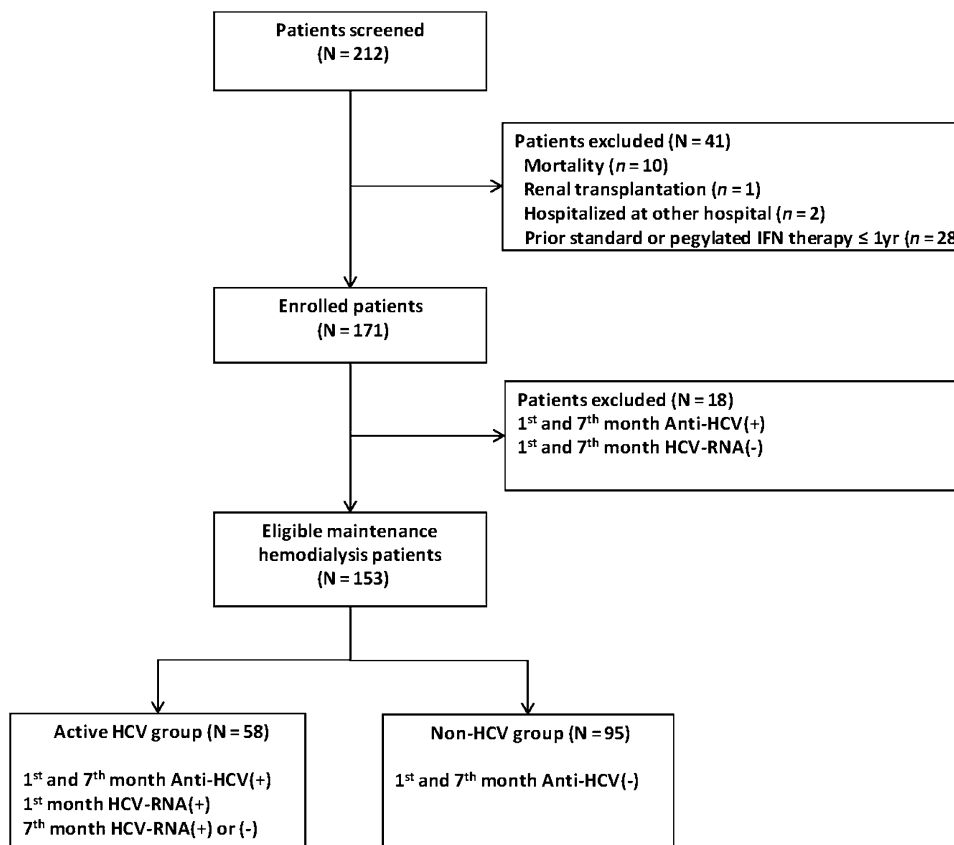 Patients screened
(N = 212)
Patients excluded (N = 41)
Mortality (n = 10)
Renal transplantation (n = 1)
Hospitalized at other hospital (n = 2)
Prior standard or pegylated IFN therapy ≤ 1yr (n = 28
Enrolled patients
(N = 171)
Patients excluded (N = 18)
1st and 7th month Anti-HCV(+)
1st and 7th month HCV-RNA(-)
Eligible maintenance
hemodialysis patients
(N = 153)
Active HCV group (N = 58)
1st and 7th month Anti-HCV(+)
1st month HCV-RNA(+)
7th month HCV-RNA(+) or (-)
Non-HCV group (N = 95)
1st and 7th month Anti-HCV(-)